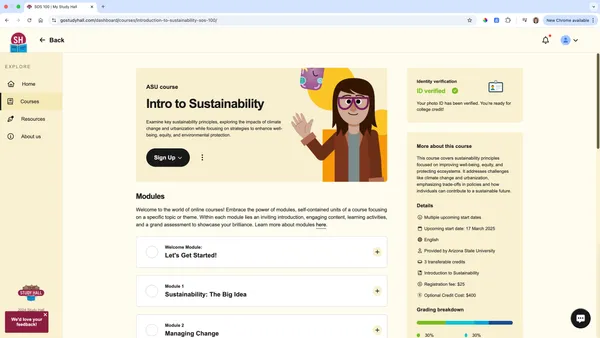 SOS 100 | My Study Hall
gostudyhall.com/dashboard/courses/introduction-to-sustainability-sos-100/
New Chrome available
SH
Back
EXPLORE
Home
Courses
Resources
About us
ASU course
Intro to Sustainability
Examine key sustainability principles, exploring the impacts of climate
change and urbanization while focusing on strategies to enhance well-
being, equity, and environmental protection.
Sign Up
Modules
Welcome to the world of online courses! Embrace the power of modules, self-contained units of a course focusing
on a specific topic or theme. Within each module lies an inviting introduction, engaging content, learning activities,
and a grand assessment to showcase your brilliance. Learn more about modules here.
Welcome Module:
Let's Get Started!
Module 1
Sustainability: The Big Idea
Module 2
Managing Change
Identity verification
ID verified
Your photo ID has been verified. You're ready for
college credit!
More about this course
This course covers sustainability principles
focused on improving well-being, equity, and
protecting ecosystems. It addresses challenges
like climate change and urbanization,
emphasizing trade-offs in policies and how
individuals can contribute to a sustainable future.
Details
Multiple upcoming start dates
Upcoming start date: 17 March 2025
English
Provided by Arizona State University
3 transferable credits
Introduction to Sustainability
Registration fee: $25
Optional Credit Cost: $400
Grading breakdown
30%
30%
STUDY HALL
2024 Study Hall
We'd love your
feedback!